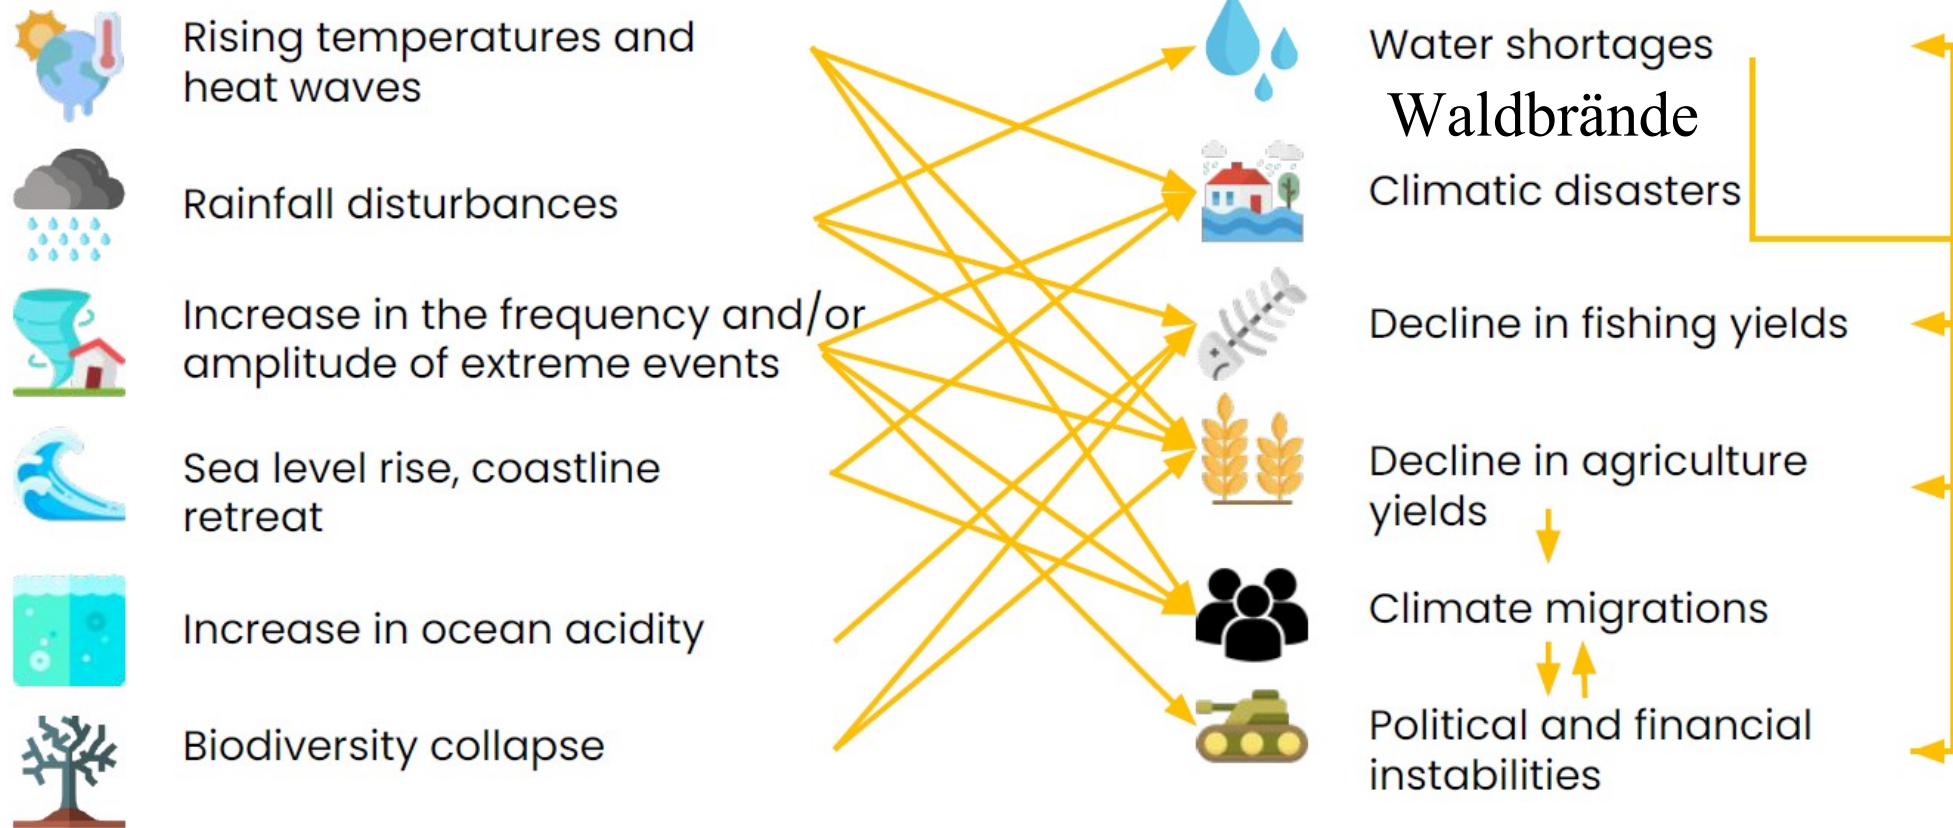 Rising temperatures and
heat waves
Rainfall disturbances
Increase in the frequency and/or
amplitude of extreme events
Sea level rise, coastline
retreat
Increase in ocean acidity
Biodiversity collapse
Water shortages
Waldbrände
Climatic disasters
Decline in fishing yields
Decline in agriculture
yields
Climate migrations
Political and financial
instabilities